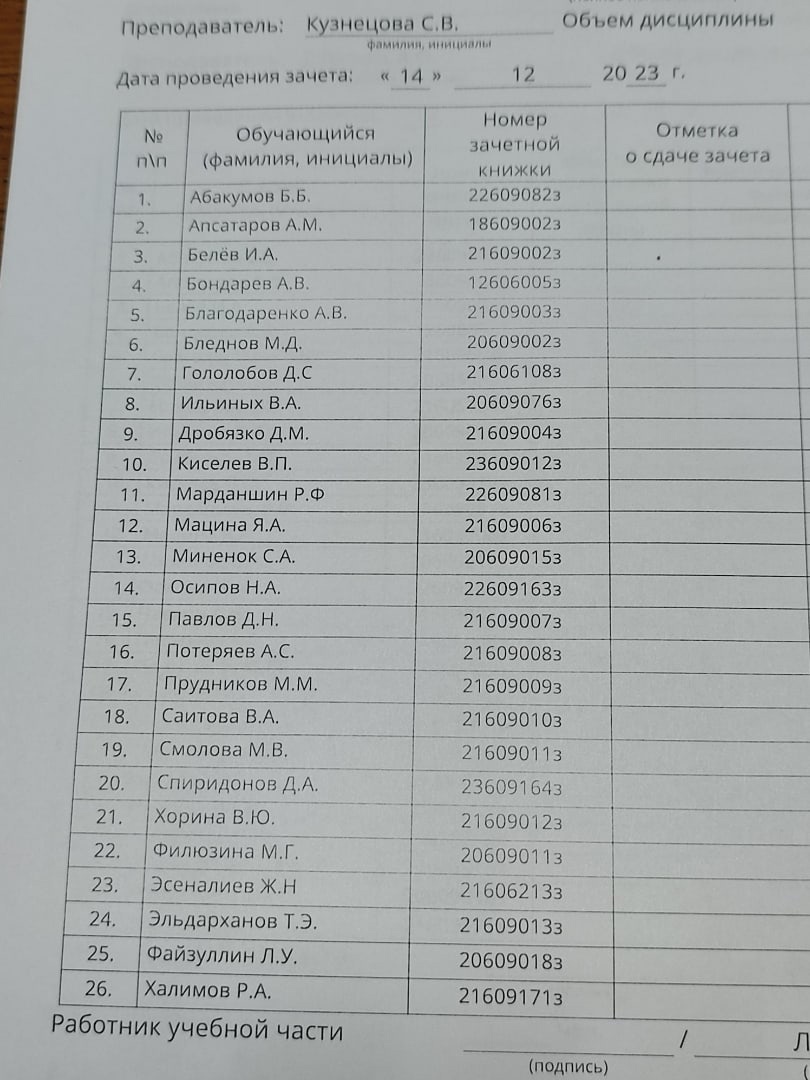 Преподаватель: Кузнецова С.В. Объем дисциплины
фамилия, инициалы
Дата проведения зачета: « 14 » 12 20 23 г.
№ п\п Обучающийся (фамилия, инициалы) Номер зачетной книжки Отметка о сдаче зачета
1. Абакумов Б.Б. 22609082з
2. Апсатаров А.М. 18609002з
3. Белёв И.А. 21609002з
4. Бондарев А.В. 12606005з
5. Благодаренко А.В. 21609003з
6. Бледнов М.Д. 20609002з
7. Гололобов Д.С 21606108з
8. Ильиных В.А. 20609076з
9. Дробязко Д.М. 21609004з
10. Киселев В.П. 23609012з
11. Марданшин Р.Ф 22609081з
12. Мацина Я.А. 21609006з
13. Миненок С.А. 20609015з
14. Осипов Н.А. 22609163з
15. Павлов Д.Н. 21609007з
16. Потеряев А.С. 21609008з
17. Прудников М.М. 21609009з
18. Саитова В.А. 21609010з
19. Смолова М.В. 21609011з
20. Спиридонов Д.А. 23609164з
21. Хорина В.Ю. 21609012з
22. Филюзина М.Г. 20609011з
23. Эсеналиев Ж.Н 21606213з
24. Эльдарханов Т.Э. 21609013з
25. Файзуллин Л.У. 20609018з
26. Халимов Р.А. 21609171з
Работник учебной части / Л
(подпись)